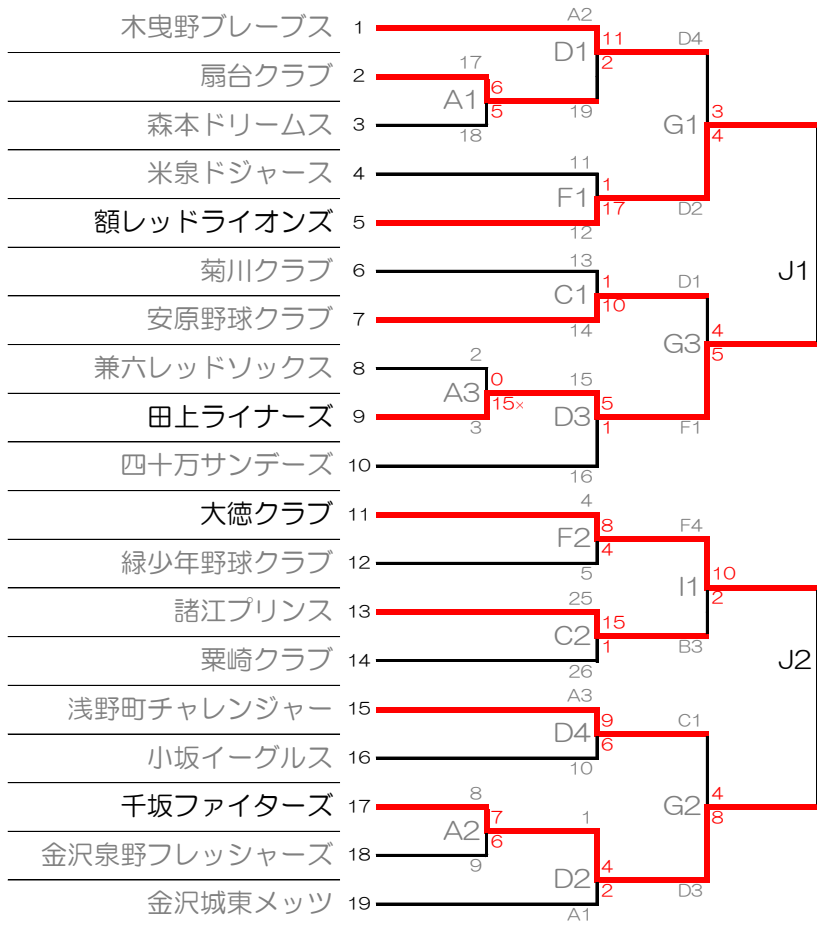 木曳野ブレーブス 1
A2
D1
11
2
19
D4
扇台クラブ 2
17
A1
6
5
18
森本ドリームス 3
G1
3
4
D2
米泉ドジャース 4
11
F1
1
17
12
額レッドライオンズ 5
J1
菊川クラブ 6
13
C1
1
10
14
D1
安原野球クラブ 7
G3
4
5
F1
兼六レッドソックス 8
2
A3
0
15×
3
田上ライナーズ 9
15
D3
5
1
16
四十万サンデーズ 10
大徳クラブ 11
4
F2
8
4
5
F4
緑少年野球クラブ 12
I1
10
2
B3
諸江プリンス 13
25
C2
15
1
26
粟崎クラブ 14
J2
浅野町チャレンジャー 15
A3
D4
9
6
10
C1
小坂イーグルス 16
千坂ファイターズ 17
8
A2
7
6
9
G2
4
8
D3
金沢泉野フレッシャーズ 18
1
D2
4
2
A1
金沢城東メッツ 19